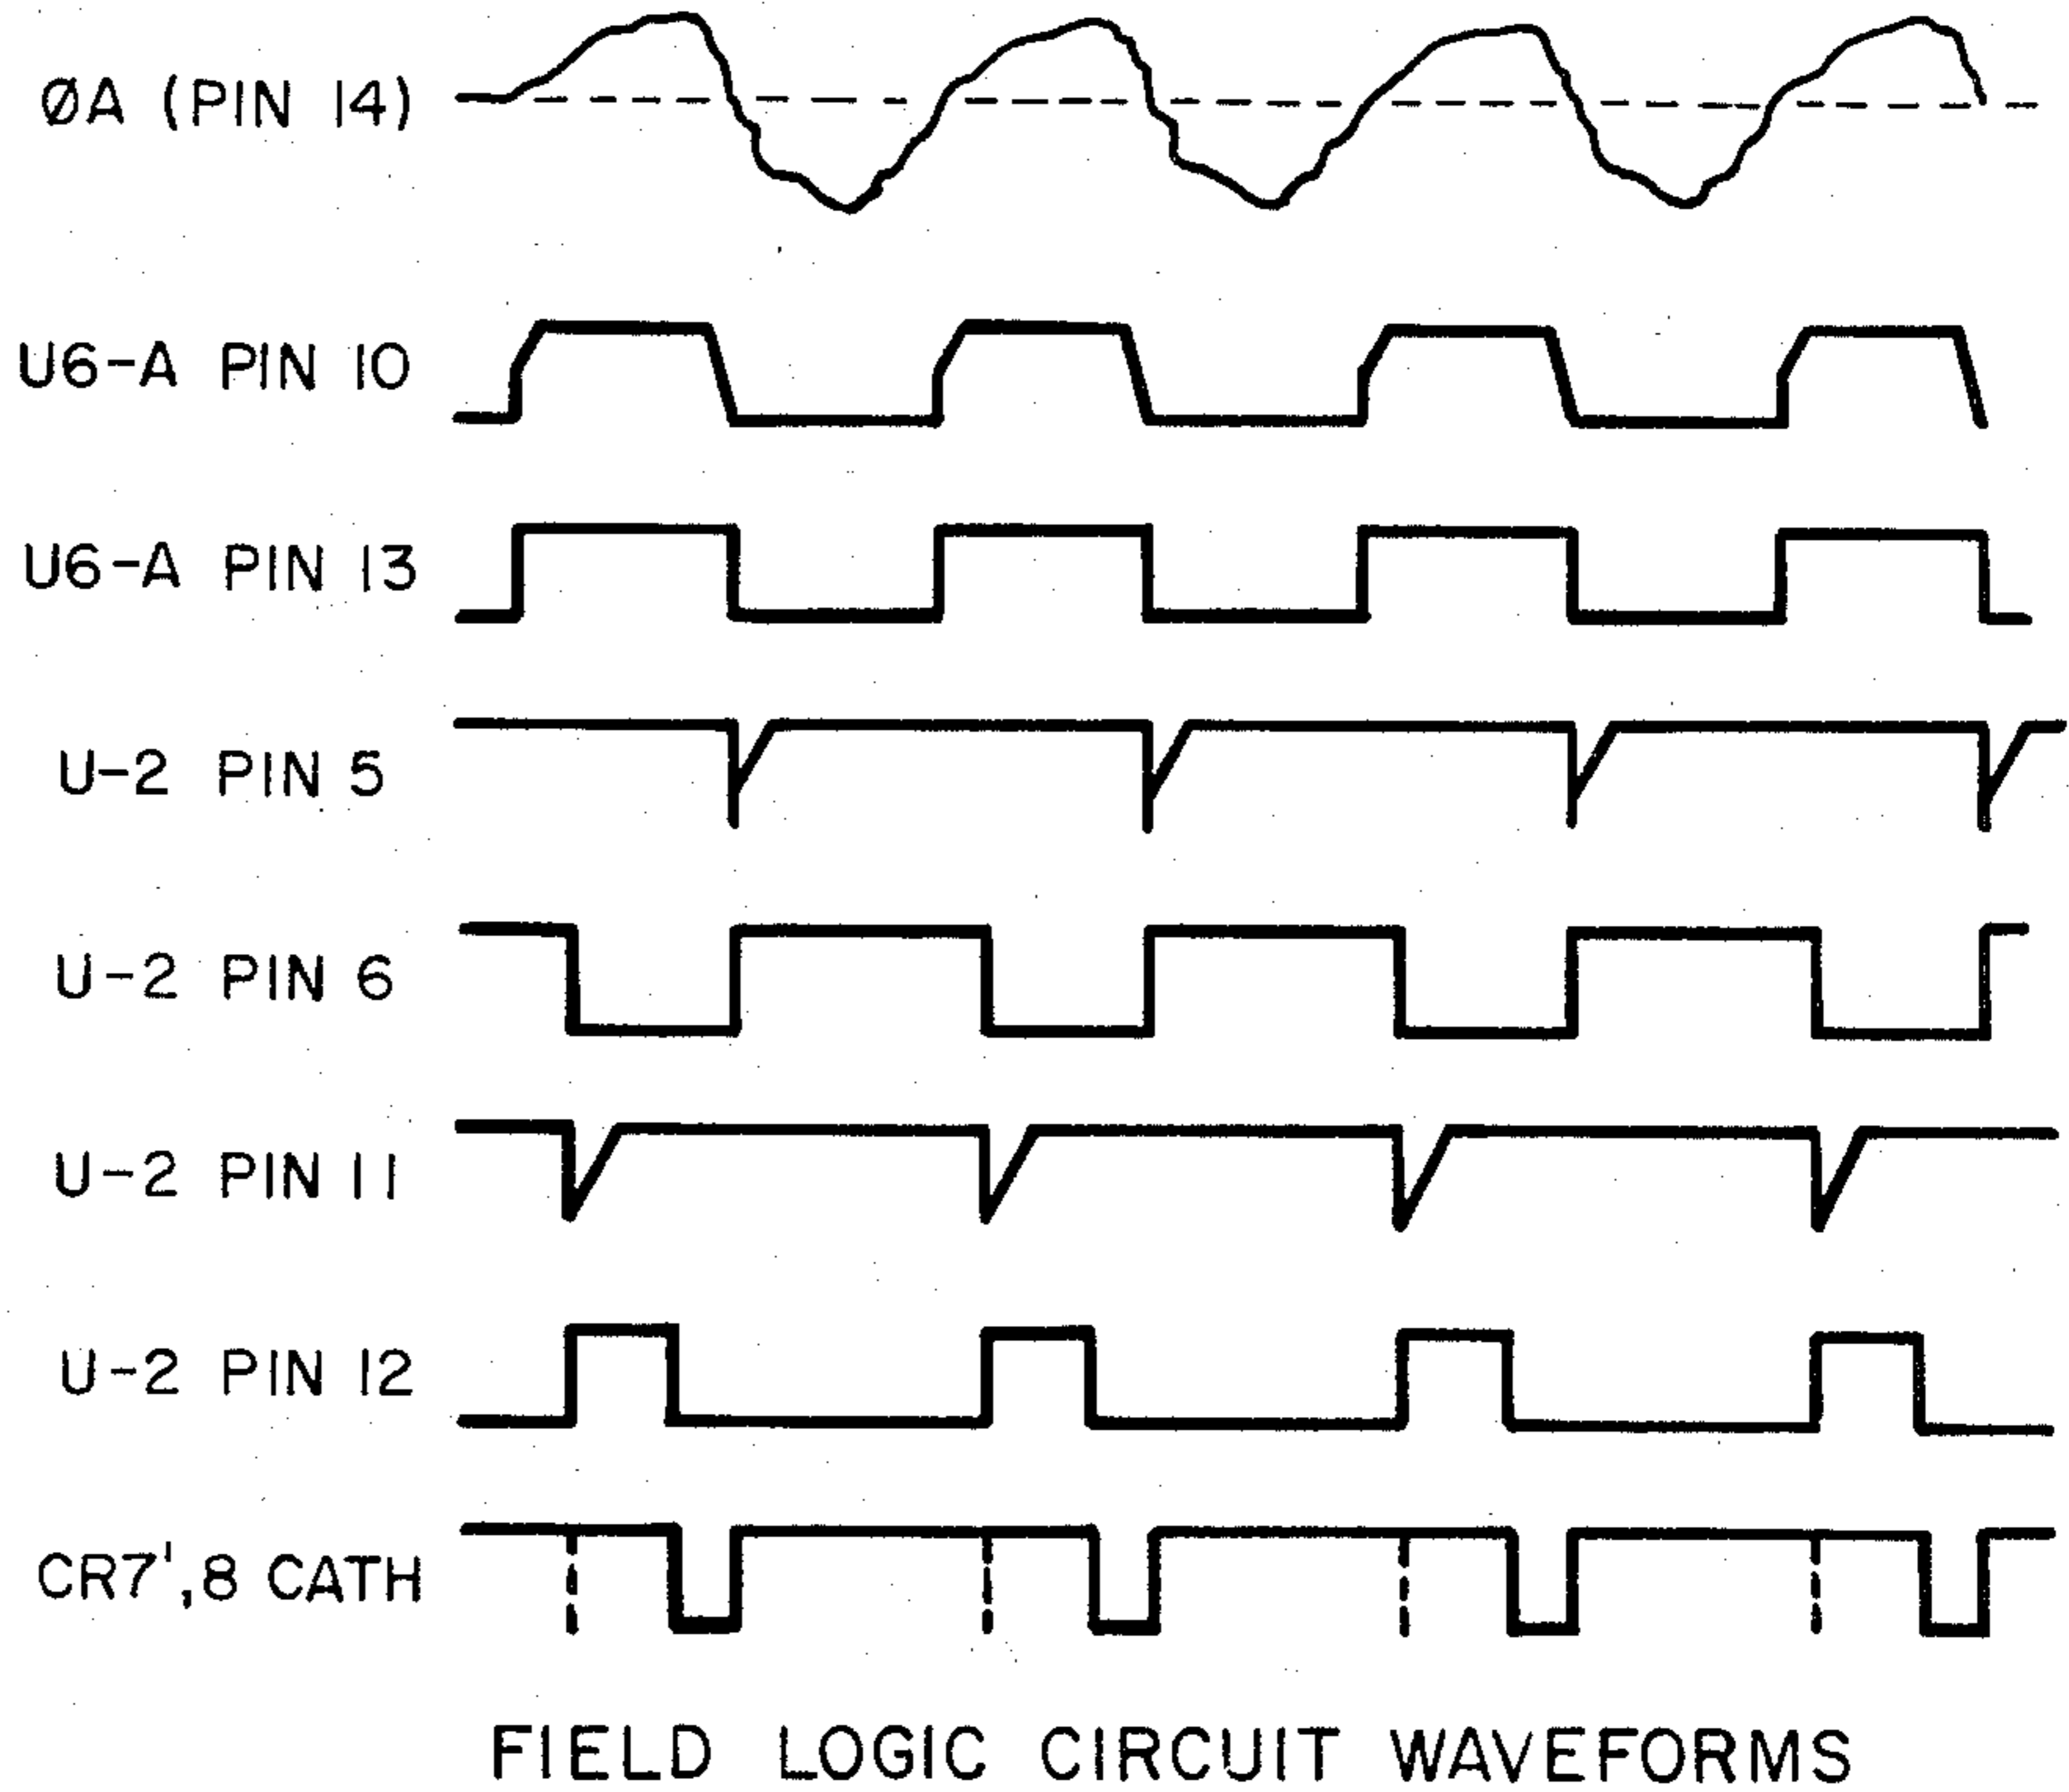 ØA (PIN 14)
U6-A PIN 10
U6-A PIN 13
U-2 PIN 5
U-2 PIN 6
U-2 PIN 11
U-2 PIN 12
CR7',8 CATH
FIELD LOGIC CIRCUIT WAVEFORMS